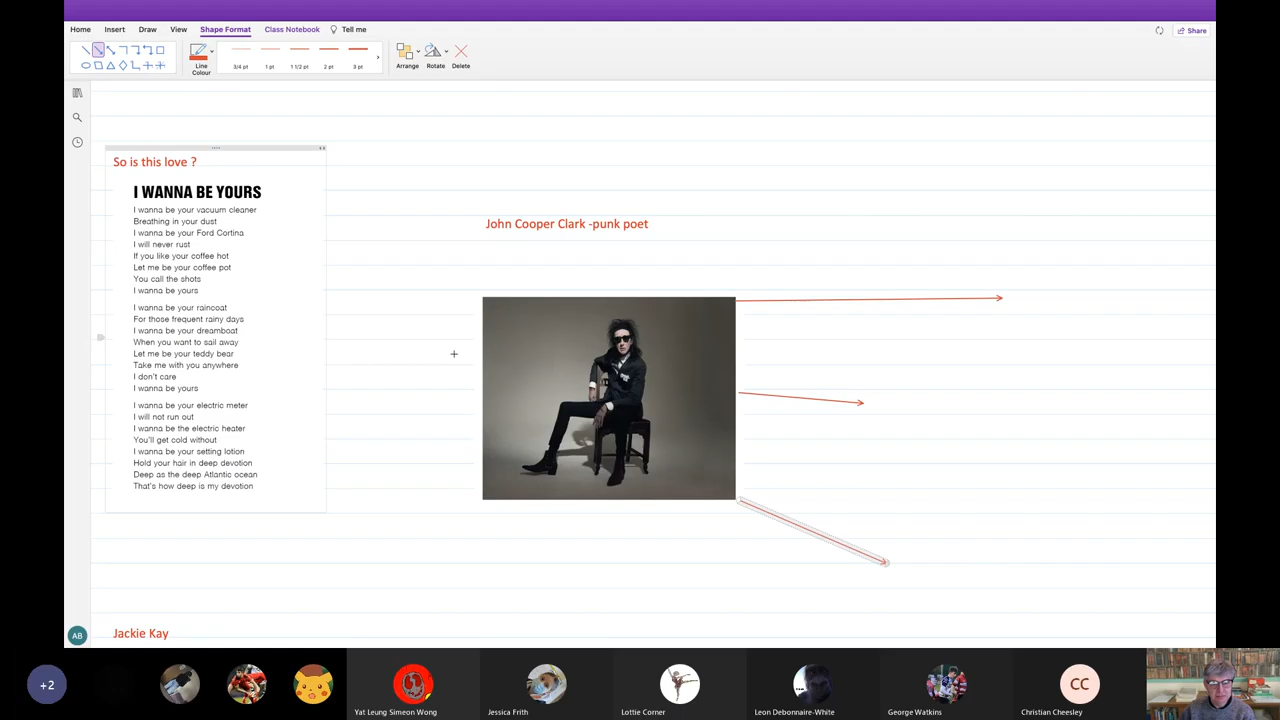 Home Insert Draw View Shape Format Class Notebook Tell me
Share
3/4 pt 1 pt 1 1/2 pt 2 pt 3 pt
Line
Colour
Arrange Rotate Delete
So is this love ?
I WANNA BE YOURS
I wanna be your vacuum cleaner
Breathing in your dust
I wanna be your Ford Cortina
I will never rust
If you like your coffee hot
Let me be your coffee pot
You call the shots
I wanna be yours
I wanna be your raincoat
For those frequent rainy days
I wanna be your dreamboat
When you want to sail away
Let me be your teddy bear
Take me with you anywhere
I don't care
I wanna be yours
I wanna be your electric meter
I will not run out
I wanna be the electric heater
You'll get cold without
I wanna be your setting lotion
Hold your hair in deep devotion
Deep as the deep Atlantic ocean
That's how deep is my devotion
John Cooper Clark -punk poet
Jackie Kay
AB
+2
CC
Yat Leung Simeon Wong
Jessica Frith
Lottie Corner
Leon Debonnaire-White
George Watkins
Christian Cheesley